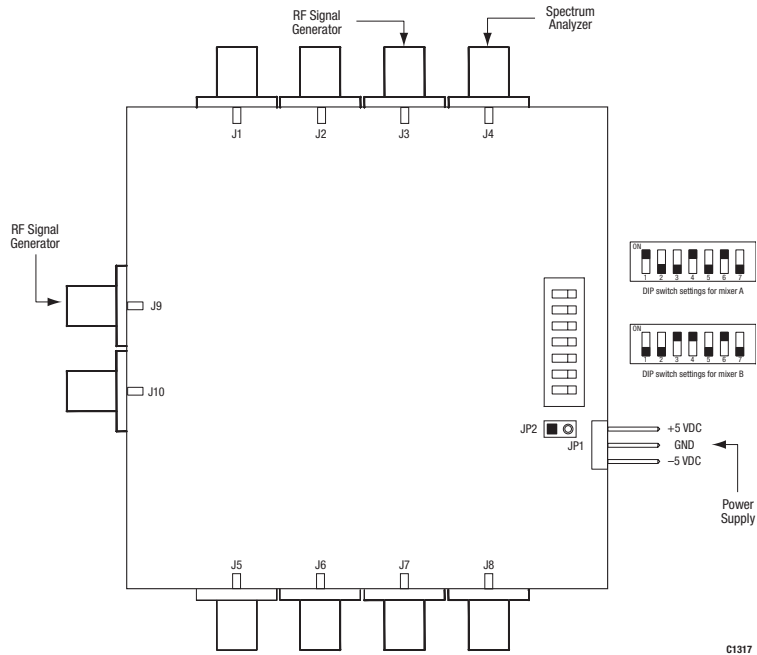 RF Signal
Generator
Spectrum
Analyzer
J1
J2
J3
J4
RF Signal
Generator
J9
J10
ON
1 2 3 4 5 6 7
DIP switch settings for mixer A
ON
1 2 3 4 5 6 7
DIP switch settings for mixer B
JP2
JP1
+5 VDC
GND
–5 VDC
Power
Supply
J5
J6
J7
J8
C1317